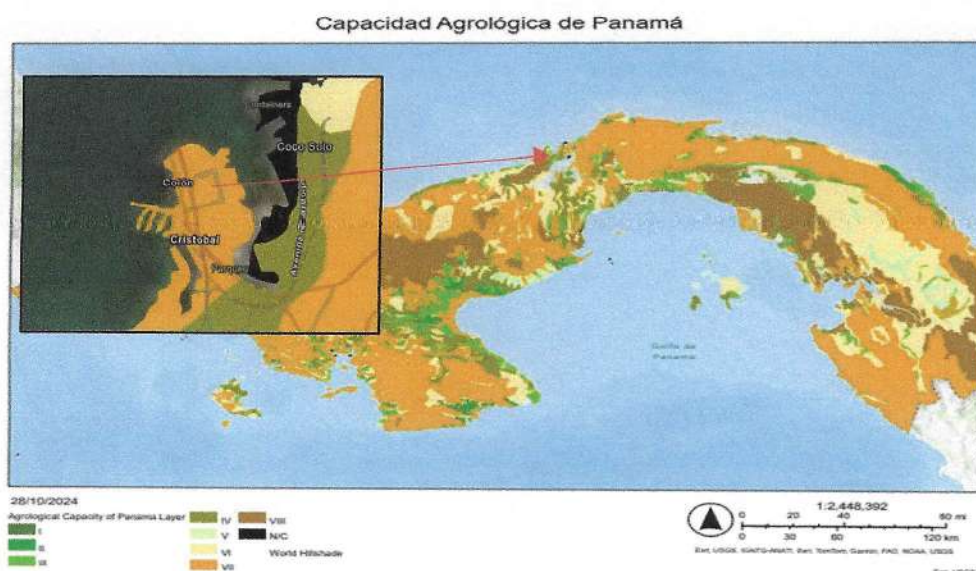 Capacidad Agrológica de Panamá
Containers
Coco Solo
Colón
Cristobal
Golfo de
Panamá
28/10/2024
Agrological Capacity of Panama Layer
I
II
III
IV
V
VI
VII
VIII
N/C
World Hillshade
1:2,448,392
0 20 40 80 mi
0 30 60 120 km